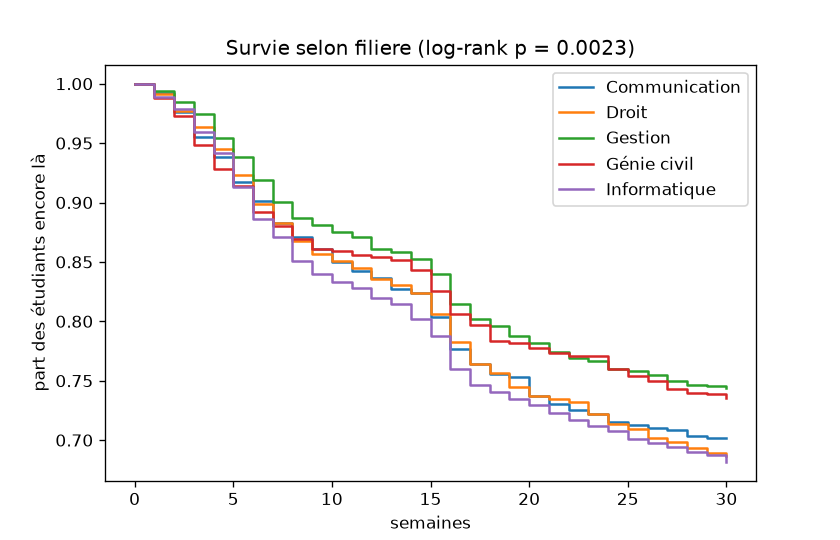 Survie selon filiere (log-rank p = 0.0023)
Communication
Droit
Gestion
Génie civil
Informatique
part des étudiants encore là
1.00
0.95
0.90
0.85
0.80
0.75
0.70
0
5
10
15
20
25
30
semaines